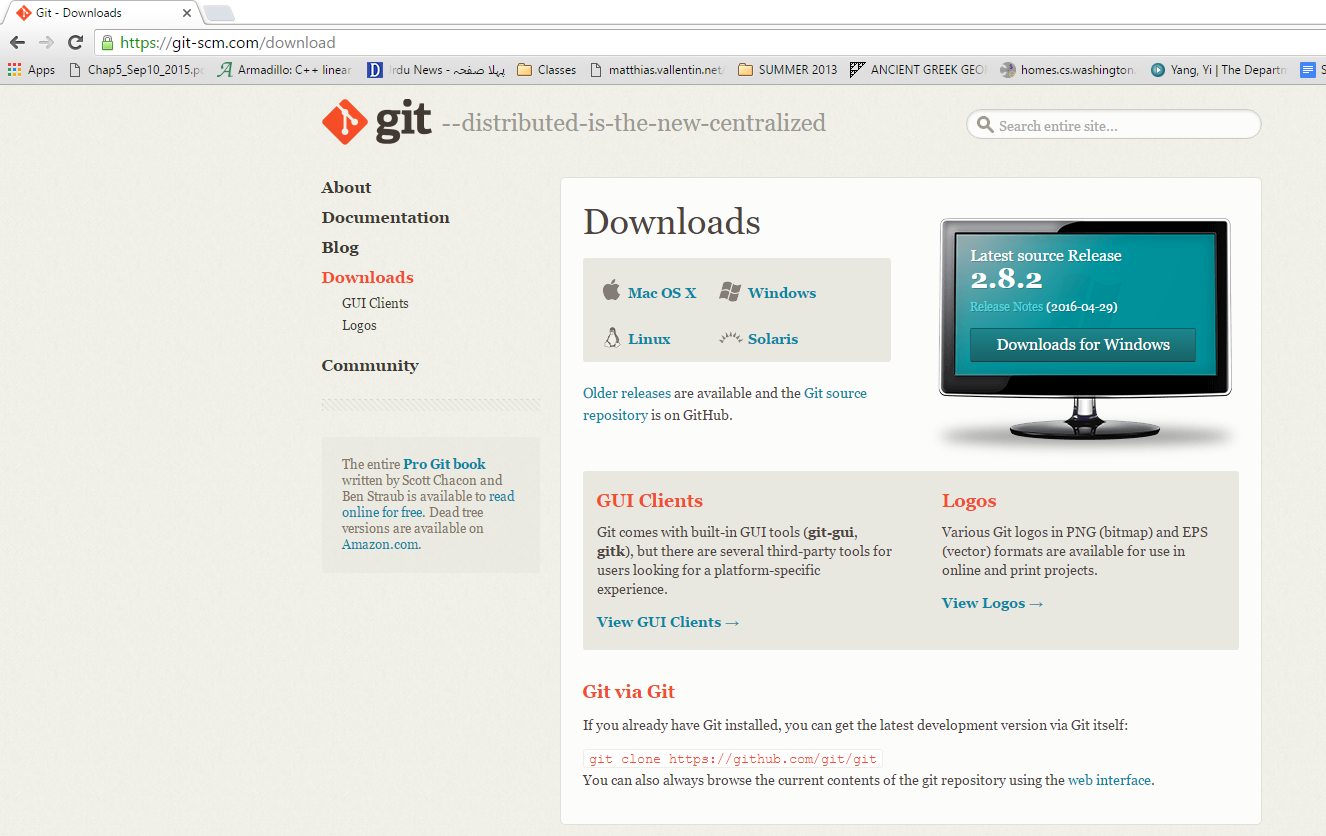 Git - Downloads
https://git-scm.com/download
Apps
Chap5_Sep10_2015.pd
Armadillo: C++ linear
Irdu News - پہلا صفحہ
Classes
matthias.vallentin.net
SUMMER 2013
ANCIENT GREEK GEO
homes.cs.washington.
Yang, Yi | The Departm
S
git --distributed-is-the-new-centralized
Search entire site...
About
Documentation
Blog
Downloads
GUI Clients
Logos
Community
The entire Pro Git book
written by Scott Chacon and
Ben Straub is available to read
online for free. Dead tree
versions are available on
Amazon.com.
Downloads
Mac OS X
Windows
Linux
Solaris
Older releases are available and the Git source
repository is on GitHub.
Latest source Release
2.8.2
Release Notes (2016-04-29)
Downloads for Windows
GUI Clients
Git comes with built-in GUI tools (git-gui,
gitk), but there are several third-party tools for
users looking for a platform-specific
experience.
View GUI Clients →
Logos
Various Git logos in PNG (bitmap) and EPS
(vector) formats are available for use in
online and print projects.
View Logos →
Git via Git
If you already have Git installed, you can get the latest development version via Git itself:
git clone https://github.com/git/git
You can also always browse the current contents of the git repository using the web interface.